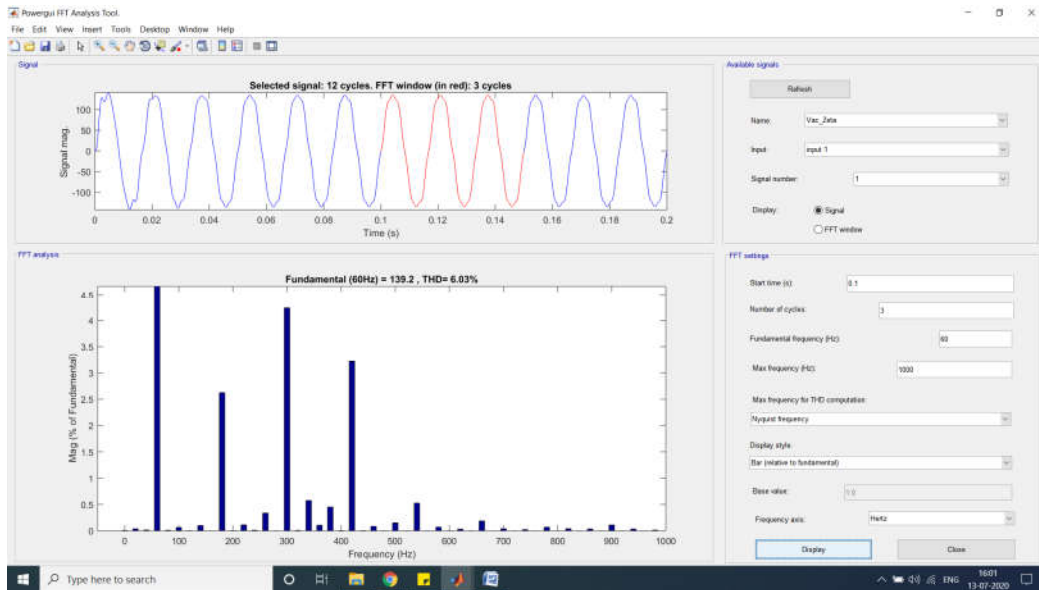 Powergui FFT Analysis Tool.
File Edit View Insert Tools Desktop Window Help
Signal
Selected signal: 12 cycles. FFT window (in red): 3 cycles
Signal mag.
100
50
0
-50
-100
0 0.02 0.04 0.06 0.08 0.1 0.12 0.14 0.16 0.18 0.2
Time (s)
FFT analysis
Fundamental (60Hz) = 139.2 , THD= 6.03%
Mag (% of Fundamental)
4.5
4
3.5
3
2.5
2
1.5
1
0.5
0
0 100 200 300 400 500 600 700 800 900 1000
Frequency (Hz)
Available signals
Refresh
Name: Vac_Zeta
Input: input 1
Signal number: 1
Display: Signal
FFT window
FFT settings
Start time (s): 0.1
Number of cycles: 3
Fundamental frequency (Hz): 60
Max frequency (Hz): 1000
Max frequency for THD computation:
Nyquist frequency
Display style:
Bar (relative to fundamental)
Base value: 1.0
Frequency axis: Hertz
Display Close
Type here to search
ENG
16:01
13-07-2020